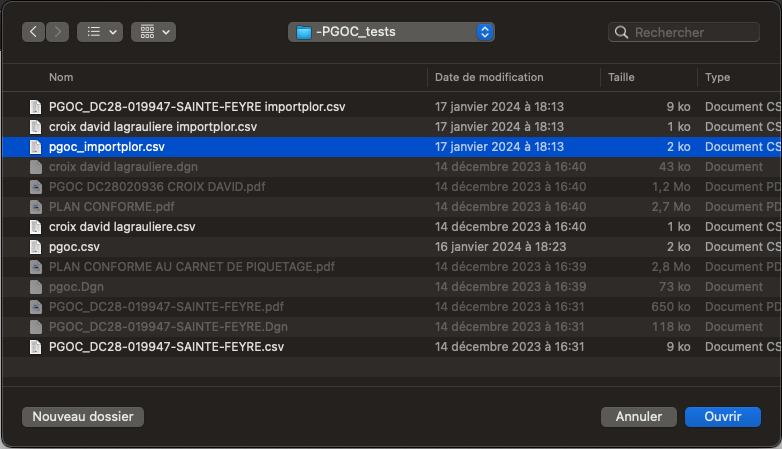 -PGOC_tests
Rechercher
Nom Date de modification Taille Type
PGOC_DC28-019947-SAINTE-FEYRE importplor.csv 17 janvier 2024 à 18:13 9 ko Document CS
croix david lagrauliere importplor.csv 17 janvier 2024 à 18:13 1 ko Document CS
pgoc_importplor.csv 17 janvier 2024 à 18:13 2 ko Document CS
croix david lagrauliere.dgn 14 décembre 2023 à 16:40 43 ko Document
PGOC DC28020936 CROIX DAVID.pdf 14 décembre 2023 à 16:40 1,2 Mo Document PD
PLAN CONFORME.pdf 14 décembre 2023 à 16:40 2,7 Mo Document PD
croix david lagrauliere.csv 14 décembre 2023 à 16:40 1 ko Document CS
pgoc.csv 16 janvier 2024 à 18:23 2 ko Document CS
PLAN CONFORME AU CARNET DE PIQUETAGE.pdf 14 décembre 2023 à 16:39 2,8 Mo Document PD
pgoc.Dgn 14 décembre 2023 à 16:39 73 ko Document
PGOC_DC28-019947-SAINTE-FEYRE.pdf 14 décembre 2023 à 16:31 650 ko Document PD
PGOC_DC28-019947-SAINTE-FEYRE.Dgn 14 décembre 2023 à 16:31 118 ko Document
PGOC_DC28-019947-SAINTE-FEYRE.csv 14 décembre 2023 à 16:31 9 ko Document CS
Nouveau dossier Annuler Ouvrir